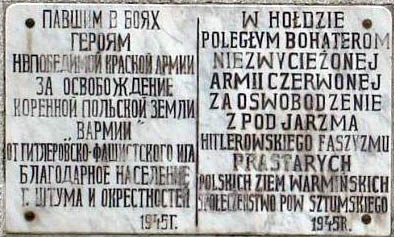 ПАВШИМ В БОЯХ
ГЕРОЯМ
НЕПОБЕДИМОЙ КРАСНОЙ АРМИИ
ЗА ОСВОБОЖДЕНИЕ
КОРЕННОЙ ПОЛЬСКОЙ ЗЕМЛИ
"ВАРМИИ"
ОТ ГИТЛЕРОВСКО-ФАШИСТСКОГО ИГА
БЛАГОДАРНОЕ НАСЕЛЕНИЕ
Г. ШТУМА И ОКРЕСТНОСТЕЙ
1945Г.
W HOŁDZIE
POLEGŁYM BOHATEROM
NIEZWYCIEŻONEJ
ARMII CZERWONEJ
ZA OSWOBODZENIE
Z POD JARZMA
HITLEROWSKIEGO FASZYZMU
PRASTARYCH
POLSKICH ZIEM WARMIŃSKICH
SPOŁECZEŃSTWO POW SZTUMSKIEGO
1945R.